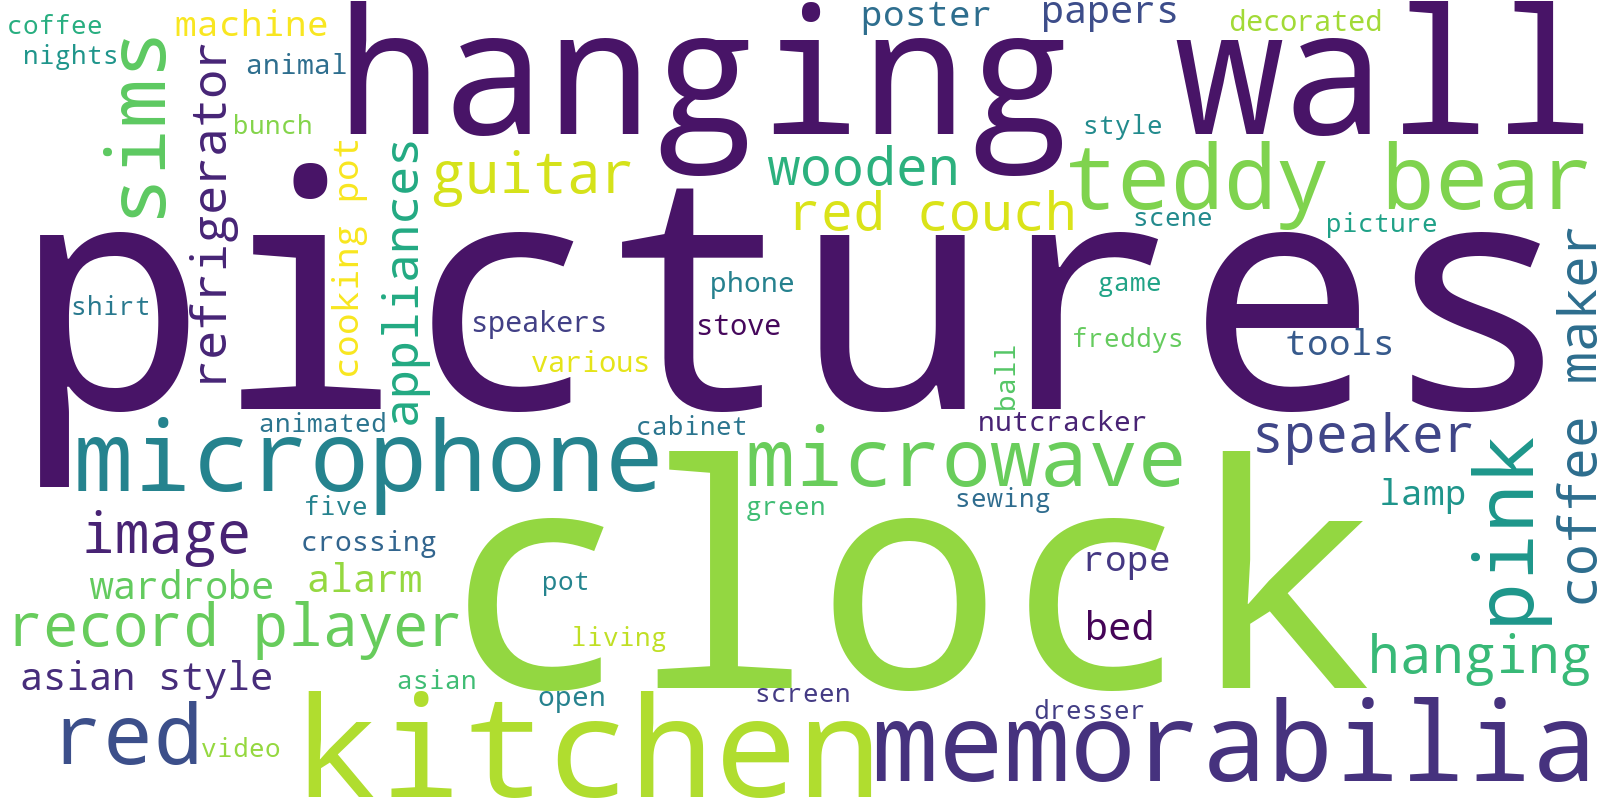 coffee
nights
machine
animal
bunch
hanging wall
poster
papers
decorated
style
sims
refrigerator
cooking pot
appliances
guitar
wooden
red couch
teddy bear
scene
picture
pictures
shirt
speakers
various
phone
stove
game
freddys
ball
tools
coffee maker
animated
cabinet
nutcracker
microphone
microwave
speaker
pink
lamp
five
crossing
green
sewing
image
clock
wardrobe
alarm
pot
rope
record player
living
bed
hanging
asian style
asian
open
screen
dresser
red
video
kitchen
memorabilia